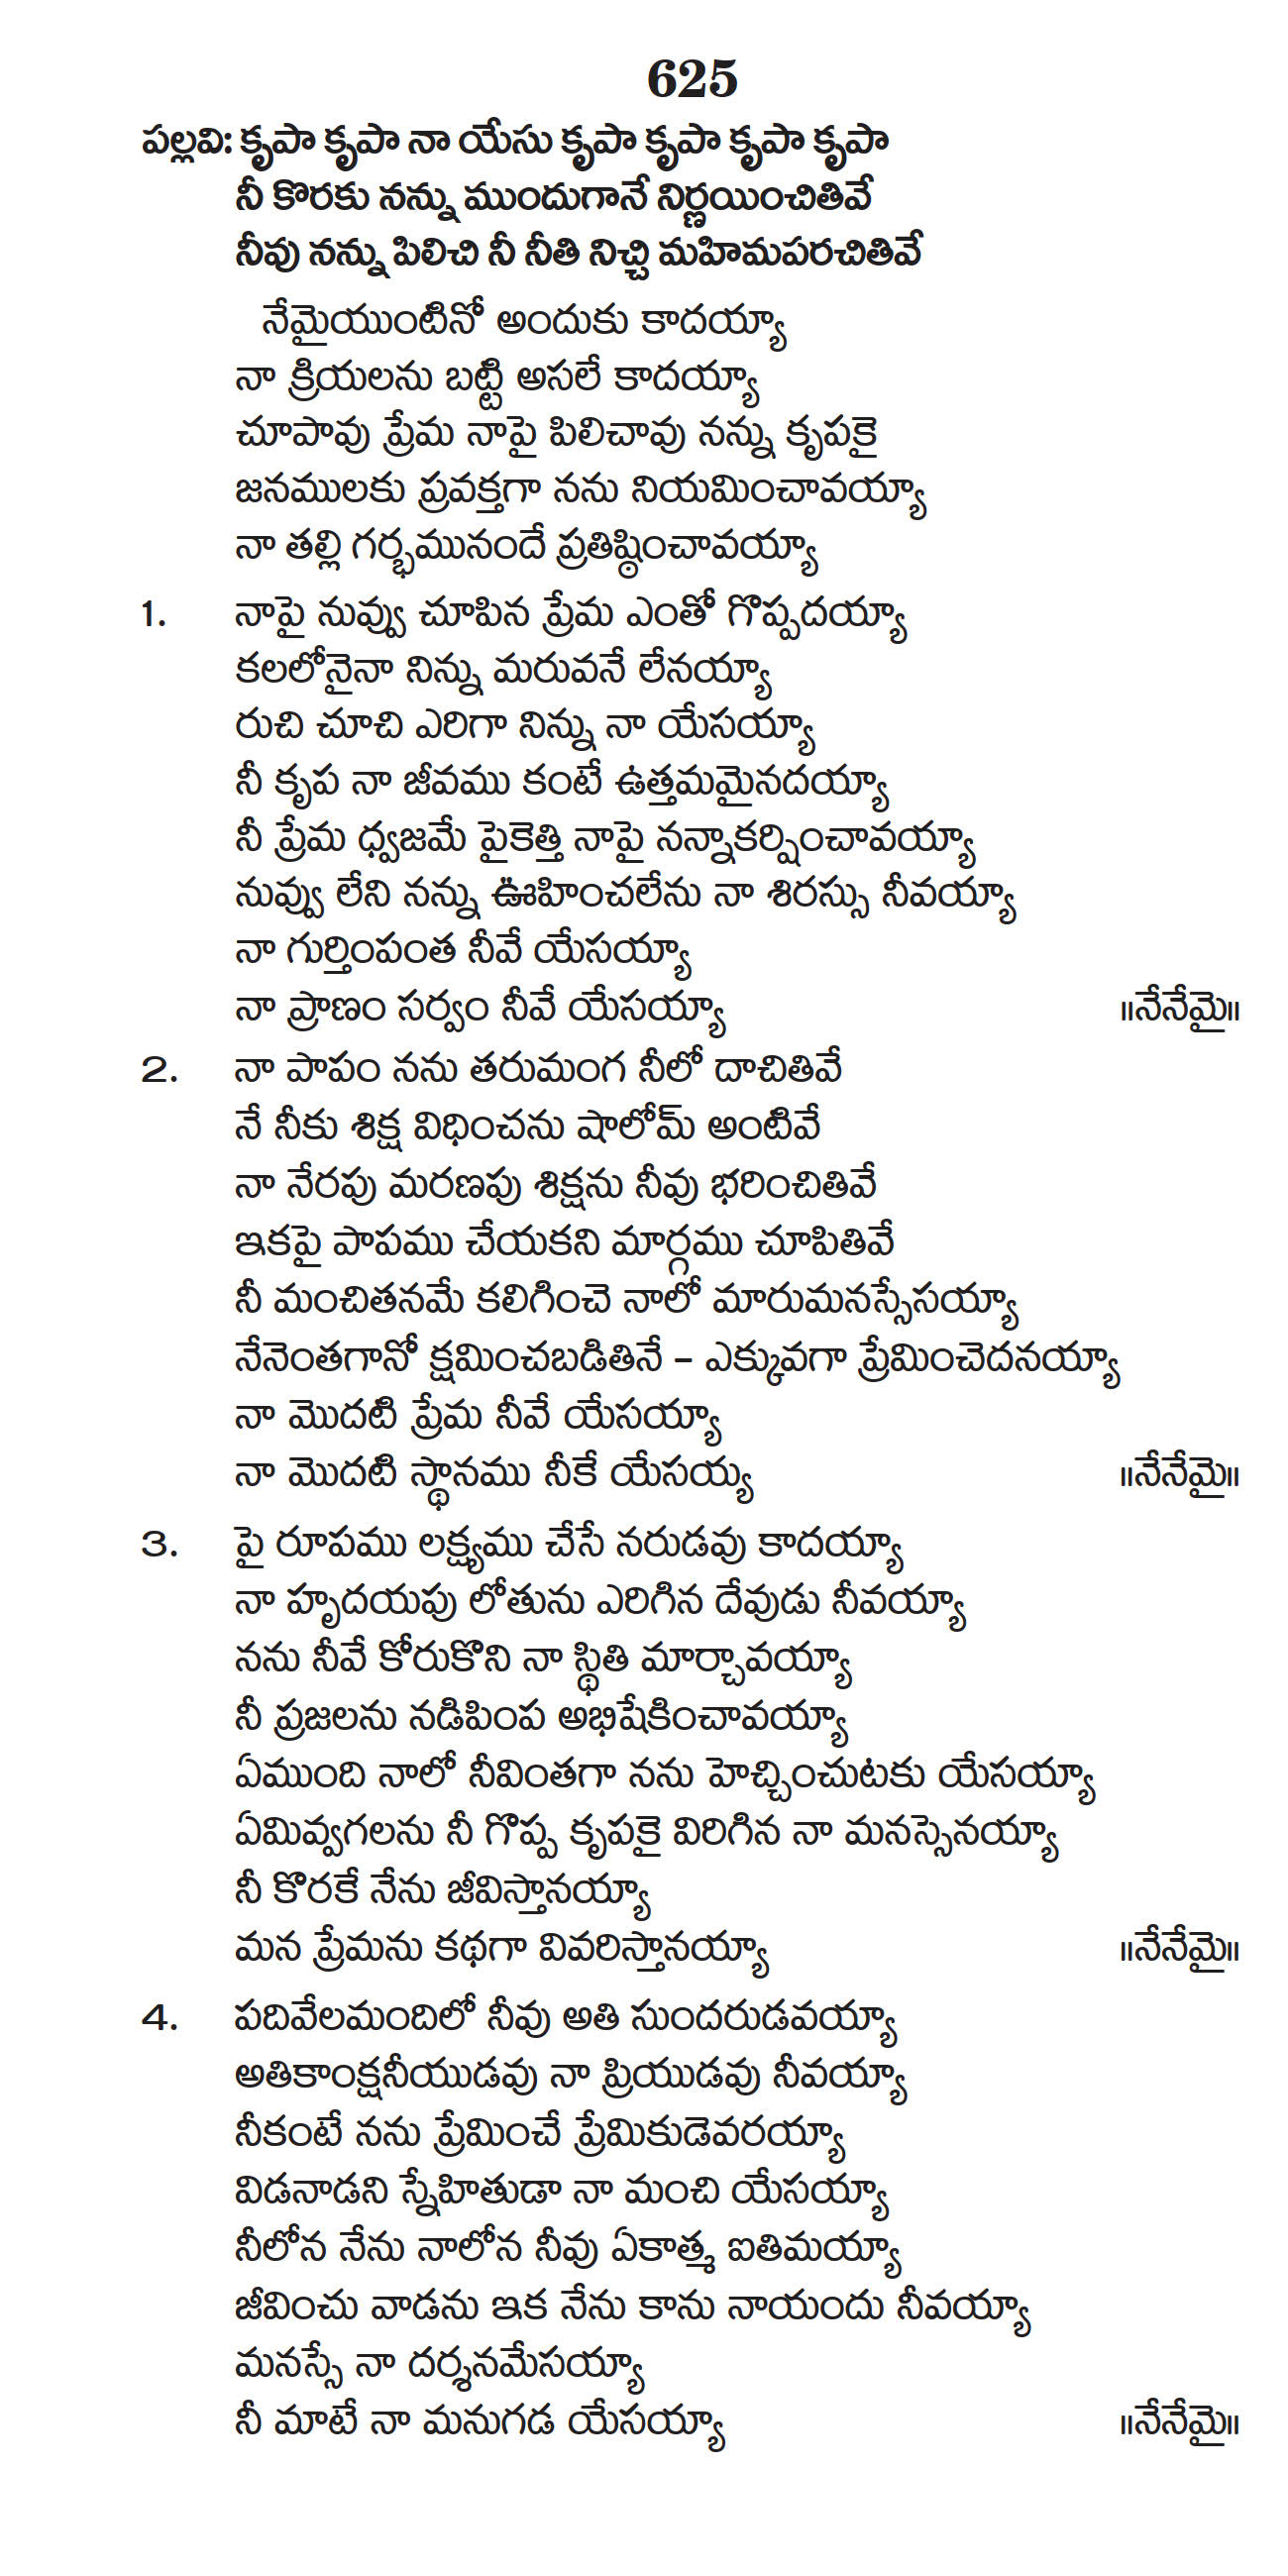 625
పల్లవి: కృపా కృపా నా యేసు కృపా కృపా కృపా కృపా
నీ కొరకు నన్ను ముందుగానే నిర్ణయించితివే
నీవు నన్ను పిలిచి నీ నీతి నిచ్చి మహిమపరచితివే
నేమైయుంటినో అందుకు కాదయ్యా
నా క్రియలను బట్టి అసలే కాదయ్యా
చూపావు ప్రేమ నాపై పిలిచావు నన్ను కృపకై
జనములకు ప్రవక్తగా నను నియమించావయ్యా
నా తల్లి గర్భమునందే ప్రతిష్ఠించావయ్యా
1. నాపై నువ్వు చూపిన ప్రేమ ఎంతో గొప్పదయ్యా
కలలోనైనా నిన్ను మరువనే లేనయ్యా
రుచి చూచి ఎరిగా నిన్ను నా యేసయ్యా
నీ కృప నా జీవము కంటే ఉత్తమమైనదయ్యా
నీ ప్రేమ ధ్వజమే పైకెత్తి నాపై నన్నాకర్షించావయ్యా
నువ్వు లేని నన్ను ఊహించలేను నా శిరస్సు నీవయ్యా
నా గుర్తింపంత నీవే యేసయ్యా
నా ప్రాణం సర్వం నీవే యేసయ్యా ॥నేనేమై॥
2. నా పాపం నను తరుమంగ నీలో దాచితివే
నే నీకు శిక్ష విధించను షాలోమ్ అంటివే
నా నేరపు మరణపు శిక్షను నీవు భరించితివే
ఇకపై పాపము చేయకని మార్గము చూపితివే
నీ మంచితనమే కలిగించె నాలో మారుమనస్సేసయ్యా
నేనెంతగానో క్షమించబడితినే – ఎక్కువగా ప్రేమించెదనయ్యా
నా మొదటి ప్రేమ నీవే యేసయ్యా
నా మొదటి స్థానము నీకే యేసయ్య ॥నేనేమై॥
3. పై రూపము లక్ష్యము చేసే నరుడవు కాదయ్యా
నా హృదయపు లోతును ఎరిగిన దేవుడు నీవయ్యా
నను నీవే కోరుకొని నా స్థితి మార్చావయ్యా
నీ ప్రజలను నడిపింప అభిషేకించావయ్యా
ఏముంది నాలో నీవింతగా నను హెచ్చించుటకు యేసయ్యా
ఏమివ్వగలను నీ గొప్ప కృపకై విరిగిన నా మనస్సెనయ్యా
నీ కొరకే నేను జీవిస్తానయ్యా
మన ప్రేమను కథగా వివరిస్తానయ్యా ॥నేనేమై॥
4. పదివేలమందిలో నీవు అతి సుందరుడవయ్యా
అతికాంక్షనీయుడవు నా ప్రియుడవు నీవయ్యా
నీకంటే నను ప్రేమించే ప్రేమికుడెవరయ్యా
విడనాడని స్నేహితుడా నా మంచి యేసయ్యా
నీలోన నేను నాలోన నీవు ఏకాత్మ ఐతిమయ్యా
జీవించు వాడను ఇక నేను కాను నాయందు నీవయ్యా
మనస్సే నా దర్శనమేసయ్యా
నీ మాటే నా మనుగడ యేసయ్యా ॥నేనేమై॥